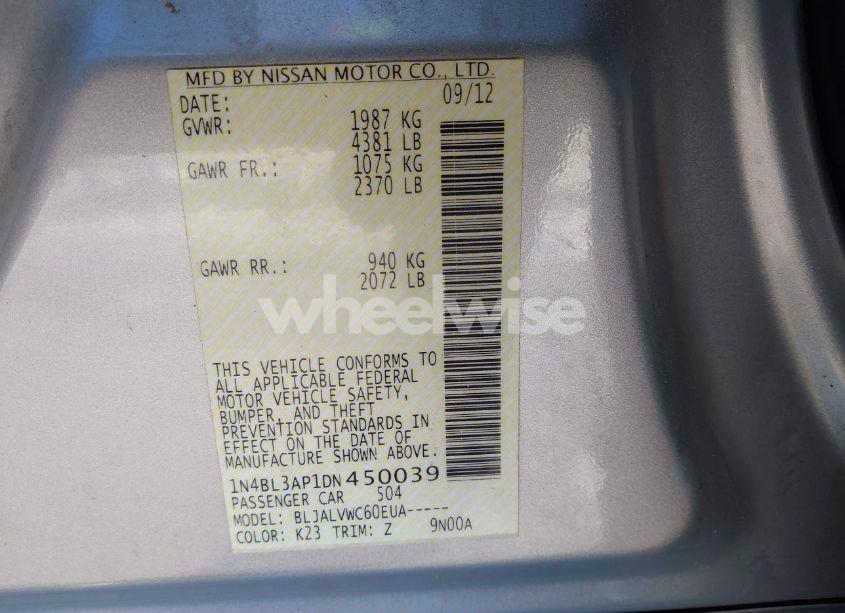 MFD BY NISSAN MOTOR CO., LTD.
DATE: 09/12
GVWR: 1987 KG
4381 LB
GAWR FR.: 1075 KG
2370 LB
GAWR RR.: 940 KG
2072 LB
wheelwise
THIS VEHICLE CONFORMS TO
ALL APPLICABLE FEDERAL
MOTOR VEHICLE SAFETY,
BUMPER, AND THEFT
PREVENTION STANDARDS IN
EFFECT ON THE DATE OF
MANUFACTURE SHOWN ABOVE.
1N4BL3AP1DN450039
PASSENGER CAR 504
MODEL: BLJALVWC60EUA-----
COLOR: K23 TRIM: Z 9N00A